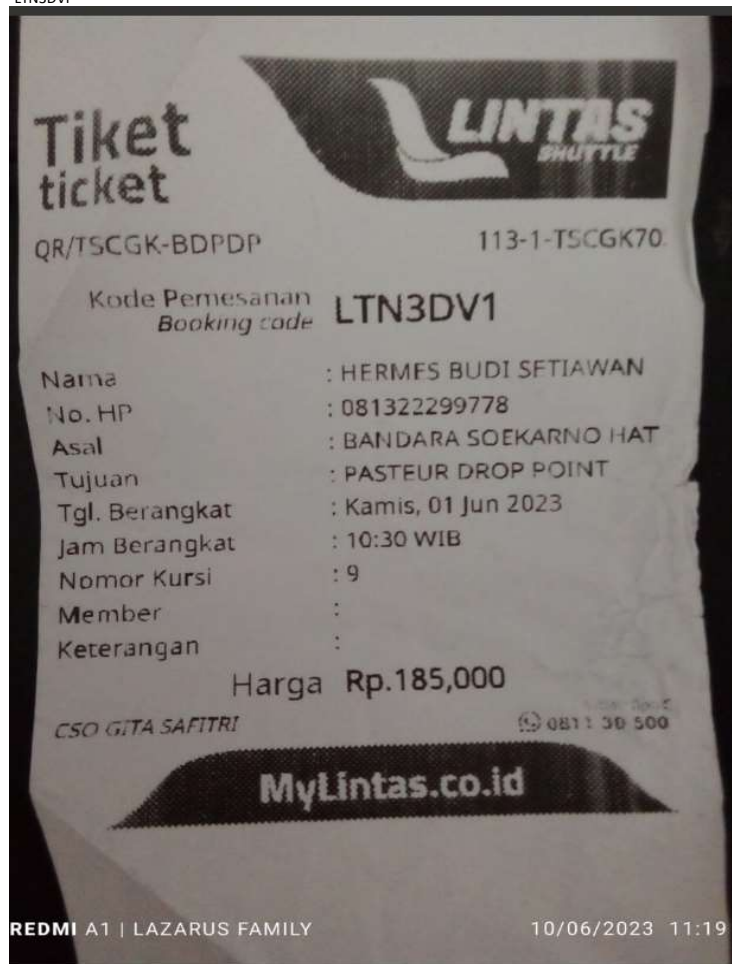 Tiket
ticket
LINTAS
SHUTTLE
QR/TSCGK-BDPDP
113-1-TSCGK70
Kode Pemesanan
Booking code
LTN3DV1
Nama : HERMES BUDI SETIAWAN
No. HP : 081322299778
Asal : BANDARA SOEKARNO HAT
Tujuan : PASTEUR DROP POINT
Tgl. Berangkat : Kamis, 01 Jun 2023
Jam Berangkat : 10:30 WIB
Nomor Kursi : 9
Member :
Keterangan :
Harga Rp.185,000
CSO GITA SAFITRI
0811 30 500
MyLintas.co.id
REDMI A1 | LAZARUS FAMILY
10/06/2023 11:19